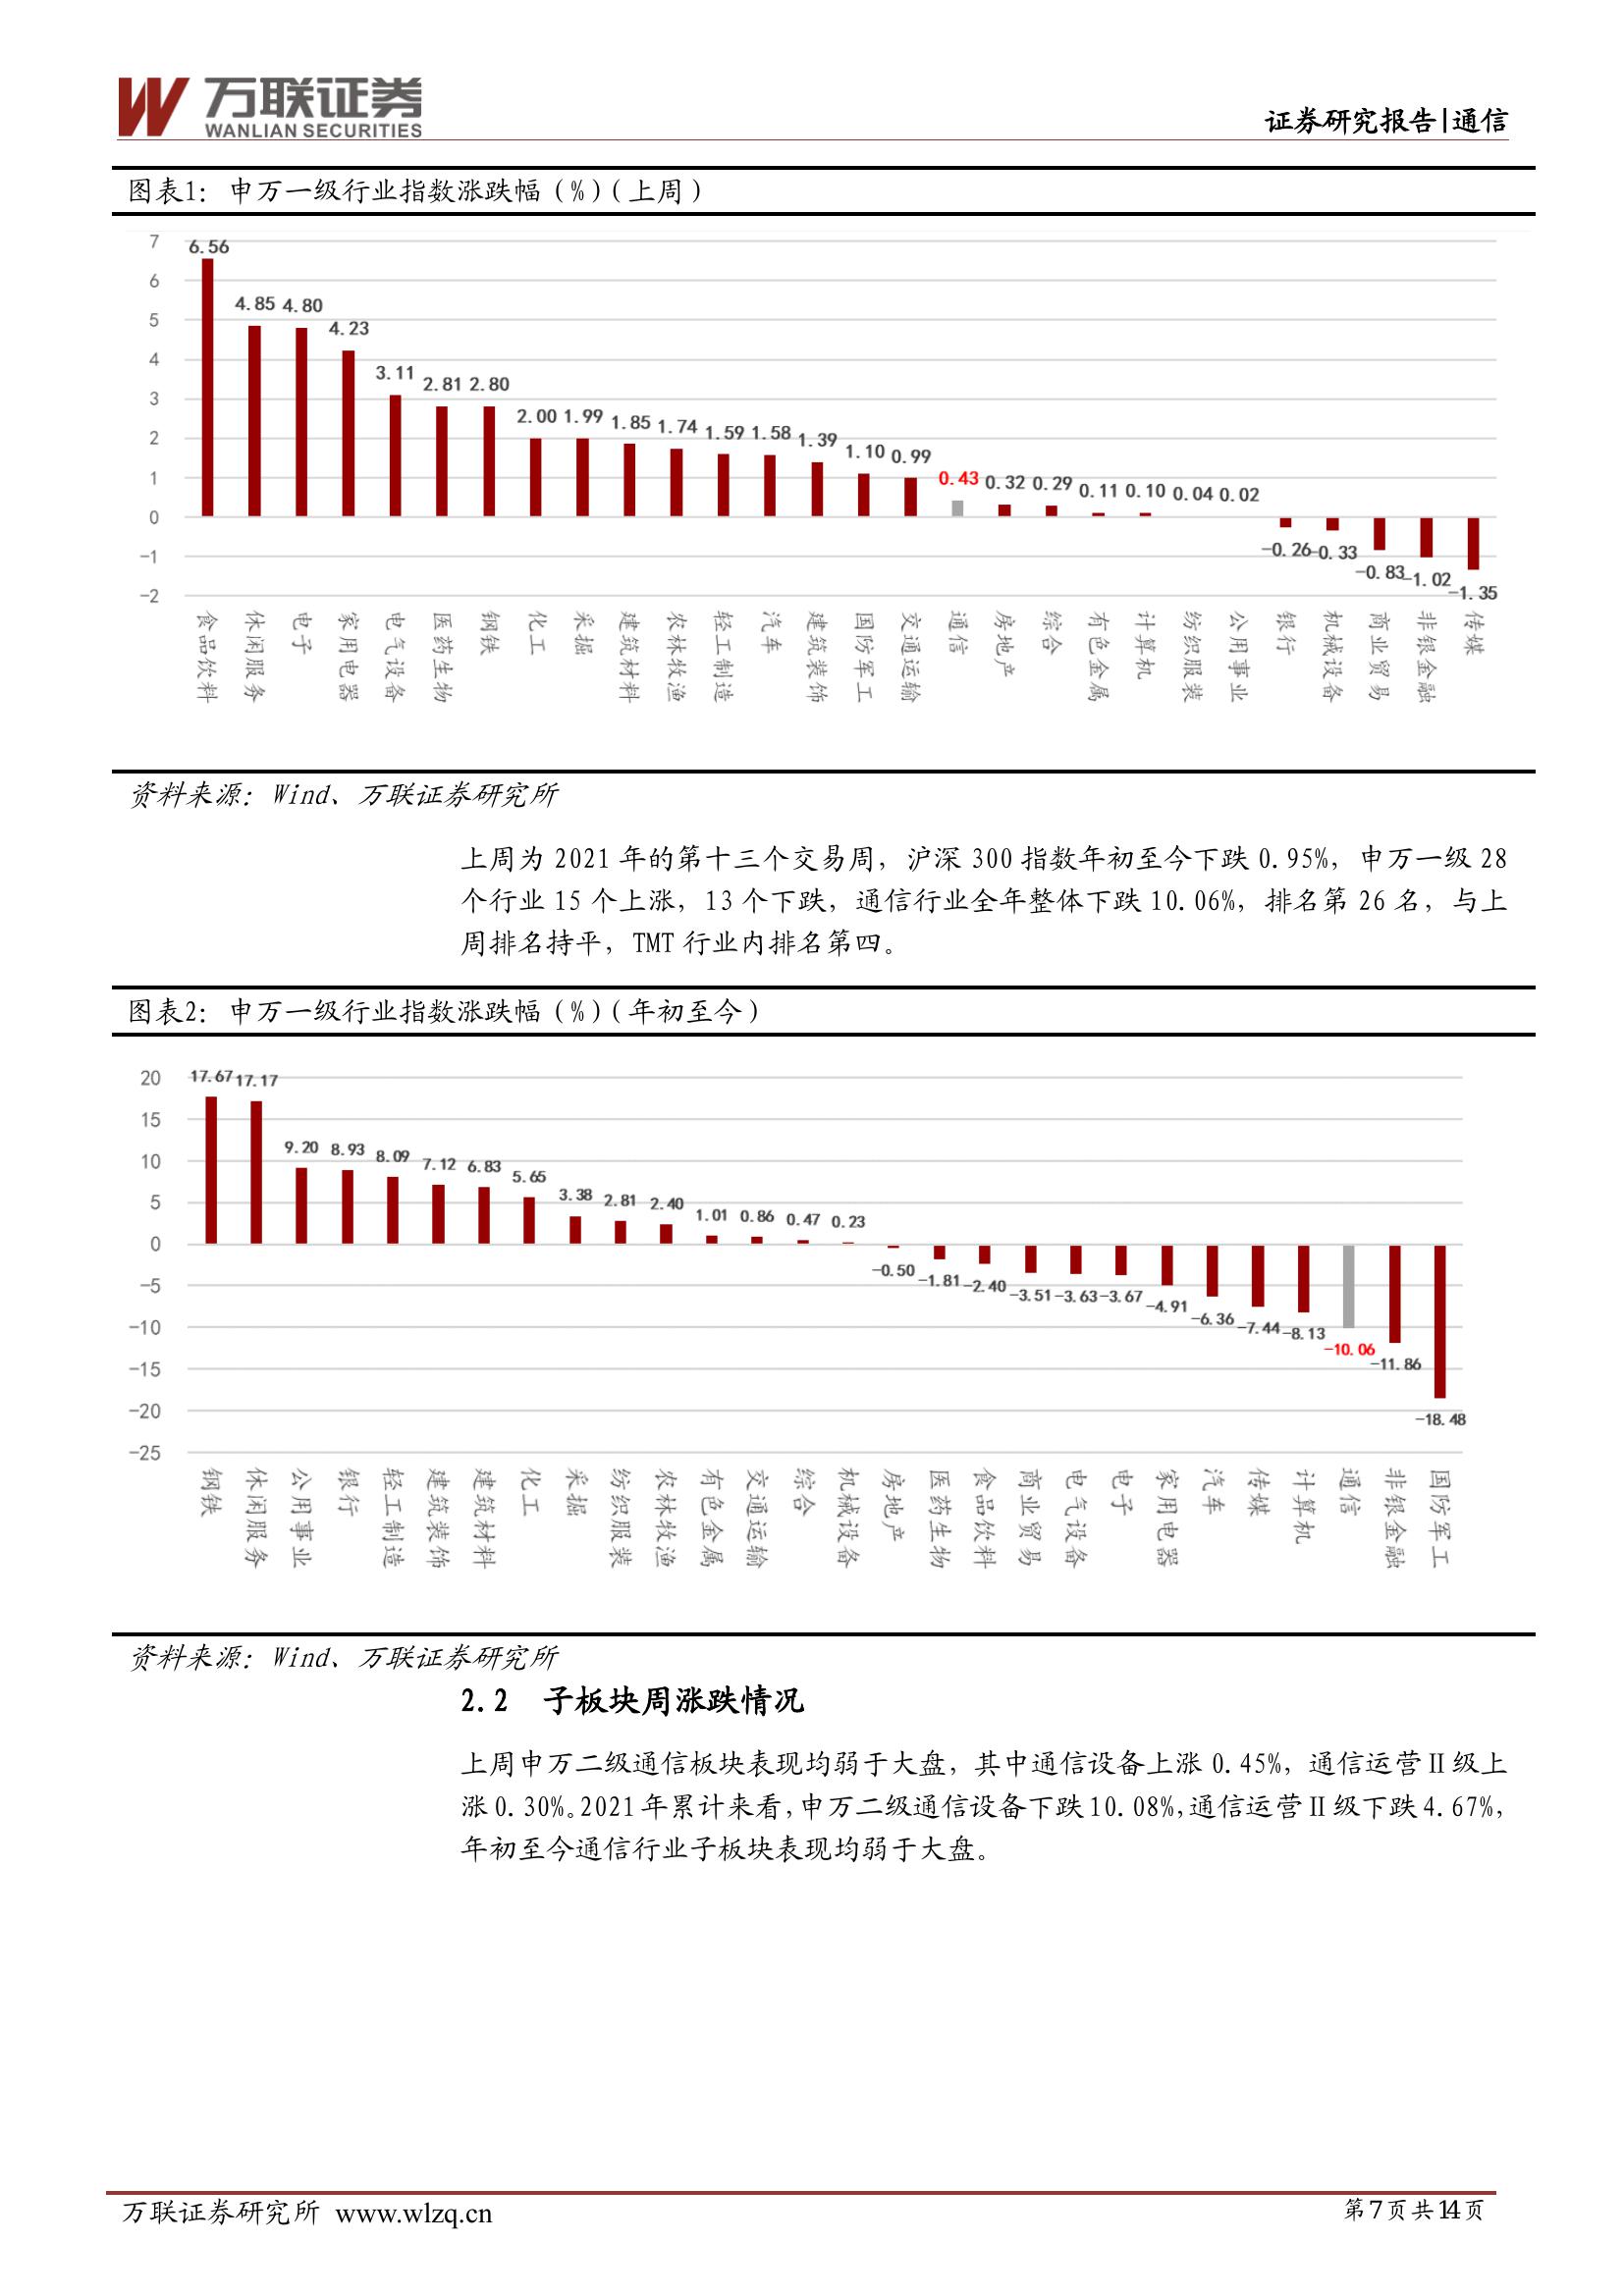 万联证券
WANLIAN SECURITIES
证券研究报告|通信
图表1：申万一级行业指数涨跌幅（%）（上周）
7
6
5
4
3
2
1
0
-1
-2
6.56 4.85 4.80 4.23 3.11 2.81 2.80 2.00 1.99 1.85 1.74 1.59 1.58 1.39 1.10 0.99 0.43 0.32 0.29 0.11 0.10 0.04 0.02 -0.26 -0.33 -0.83 -1.02 -1.35
食品饮料 休闲服务 电子 家用电器 电气设备 医药生物 钢铁 化工 采掘 建筑材料 农林牧渔 轻工制造 汽车 建筑装饰 国防军工 交通运输 通信 房地产 综合 有色金属 计算机 纺织服装 公用事业 银行 机械设备 商业贸易 非银金融 传媒
资料来源：Wind、万联证券研究所
上周为 2021 年的第十三个交易周，沪深 300 指数年初至今下跌 0.95%，申万一级 28
个行业 15 个上涨，13 个下跌，通信行业全年整体下跌 10.06%，排名第 26 名，与上
周排名持平，TMT 行业内排名第四。
图表2：申万一级行业指数涨跌幅（%）（年初至今）
20
15
10
5
0
-5
-10
-15
-20
-25
17.67 17.17 9.20 8.93 8.09 7.12 6.83 5.65 3.38 2.81 2.40 1.01 0.86 0.47 0.23 -0.50 -1.81 -2.40 -3.51 -3.63 -3.67 -4.91 -6.36 -7.44 -8.13 -10.06 -11.86 -18.48
钢铁 休闲服务 公用事业 银行 轻工制造 建筑装饰 建筑材料 化工 采掘 纺织服装 农林牧渔 有色金属 交通运输 综合 机械设备 房地产 医药生物 食品饮料 商业贸易 电气设备 电子 家用电器 汽车 传媒 计算机 通信 非银金融 国防军工
资料来源：Wind、万联证券研究所
2.2 子板块周涨跌情况
上周申万二级通信板块表现均弱于大盘，其中通信设备上涨 0.45%，通信运营Ⅱ级上
涨 0.30%。2021 年累计来看，申万二级通信设备下跌 10.08%，通信运营Ⅱ级下跌 4.67%，
年初至今通信行业子板块表现均弱于大盘。
万联证券研究所 www.wlzq.cn
第7页共14页